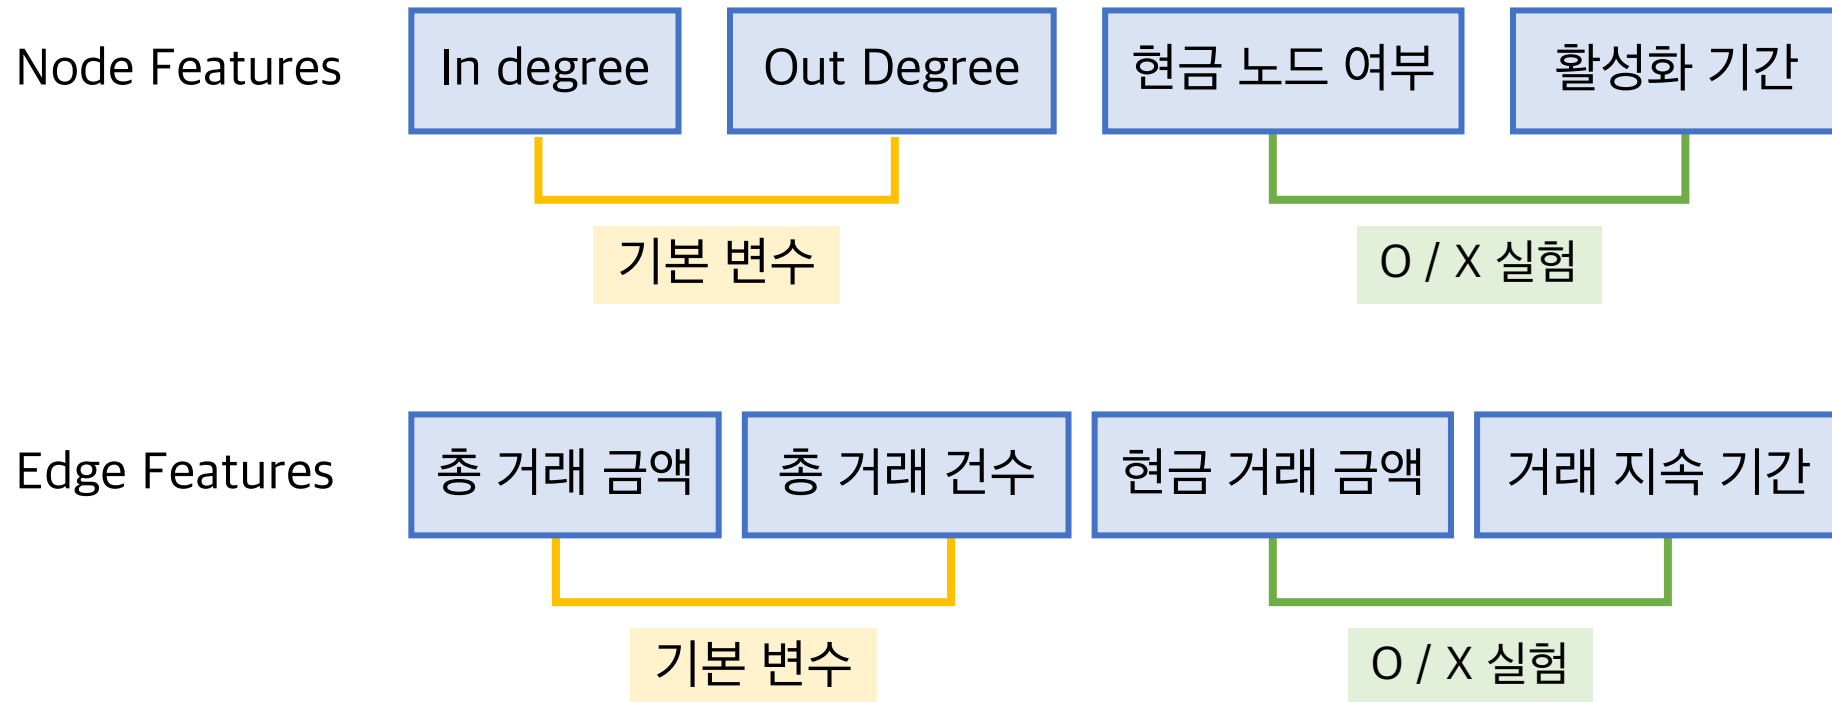 Node Features
In degree
Out Degree
현금 노드 여부
활성화 기간
기본 변수
O / X 실험
Edge Features
총 거래 금액
총 거래 건수
현금 거래 금액
거래 지속 기간
기본 변수
O / X 실험